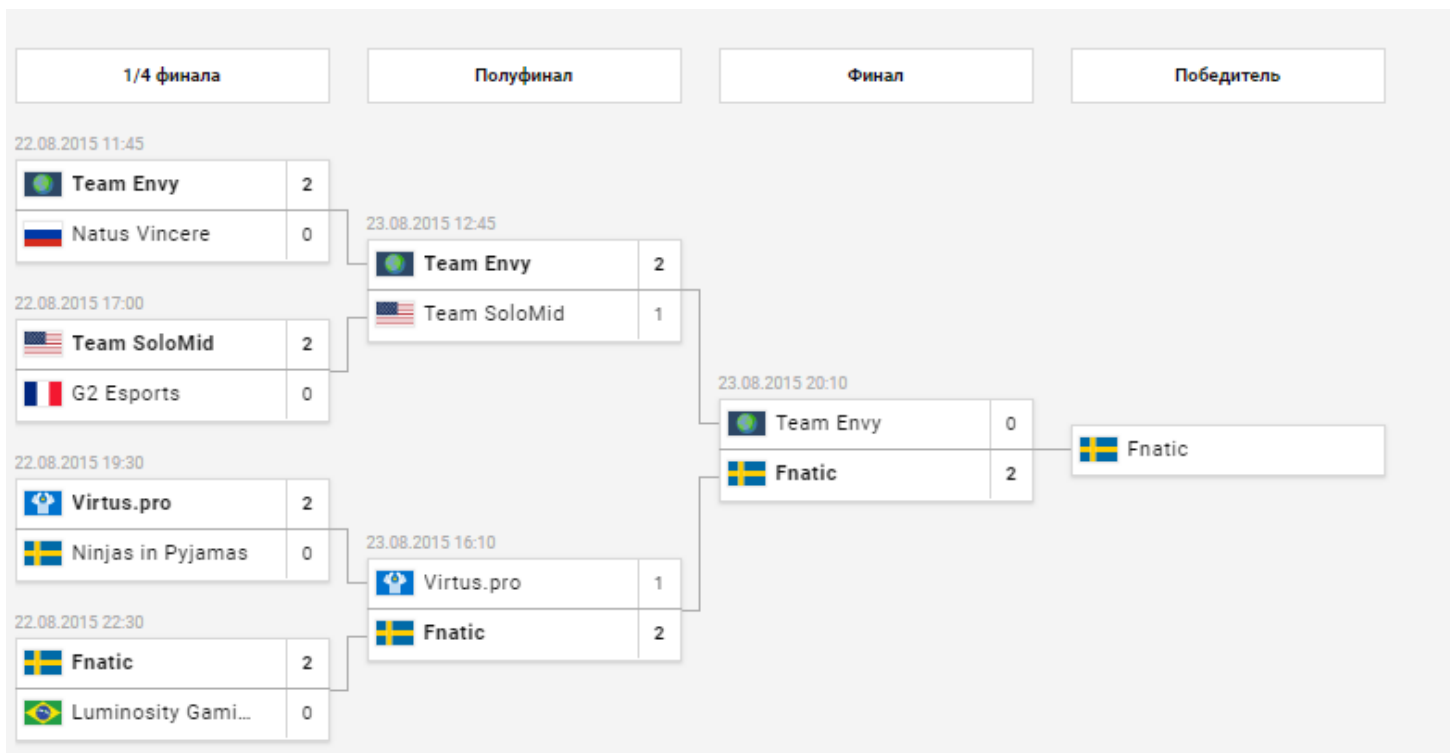 1/4 финала
Полуфинал
Финал
Победитель
22.08.2015 11:45
Team Envy 2
Natus Vincere 0
22.08.2015 17:00
Team SoloMid 2
G2 Esports 0
22.08.2015 19:30
Virtus.pro 2
Ninjas in Pyjamas 0
22.08.2015 22:30
Fnatic 2
Luminosity Gami... 0
23.08.2015 12:45
Team Envy 2
Team SoloMid 1
23.08.2015 16:10
Virtus.pro 1
Fnatic 2
23.08.2015 20:10
Team Envy 0
Fnatic 2
Fnatic